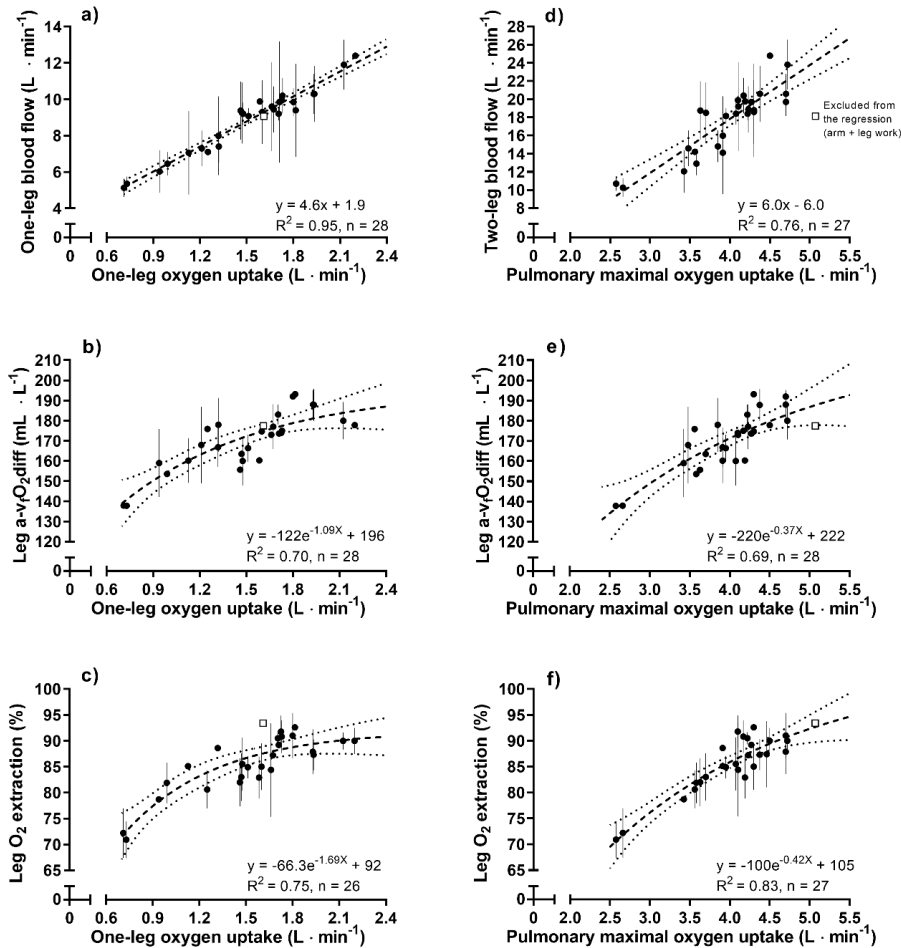 a)
One-leg blood flow (L · min⁻¹)
14
12
10
8
6
4
0
y = 4.6x + 1.9
R² = 0.95, n = 28
0 0.6 0.9 1.2 1.5 1.8 2.1 2.4
One-leg oxygen uptake (L · min⁻¹)
d)
Two-leg blood flow (L · min⁻¹)
28
26
24
22
20
18
16
14
12
10
8
0
Excluded from
the regression
(arm + leg work)
y = 6.0x - 6.0
R² = 0.76, n = 27
0 2.0 2.5 3.0 3.5 4.0 4.5 5.0 5.5
Pulmonary maximal oxygen uptake (L · min⁻¹)
b)
Leg a-vfO₂diff (mL · L⁻¹)
210
200
190
180
170
160
150
140
130
120
0
y = -122e^-1.09X + 196
R² = 0.70, n = 28
0 0.6 0.9 1.2 1.5 1.8 2.1 2.4
One-leg oxygen uptake (L · min⁻¹)
e)
Leg a-vfO₂diff (mL · L⁻¹)
210
200
190
180
170
160
150
140
130
120
0
y = -220e^-0.37X + 222
R² = 0.69, n = 28
0 2.0 2.5 3.0 3.5 4.0 4.5 5.0 5.5
Pulmonary maximal oxygen uptake (L · min⁻¹)
c)
Leg O₂ extraction (%)
100
95
90
85
80
75
70
65
0
y = -66.3e^-1.69X + 92
R² = 0.75, n = 26
0 0.6 0.9 1.2 1.5 1.8 2.1 2.4
One-leg oxygen uptake (L · min⁻¹)
f)
Leg O₂ extraction (%)
100
95
90
85
80
75
70
65
0
y = -100e^-0.42X + 105
R² = 0.83, n = 27
0 2.0 2.5 3.0 3.5 4.0 4.5 5.0 5.5
Pulmonary maximal oxygen uptake (L · min⁻¹)